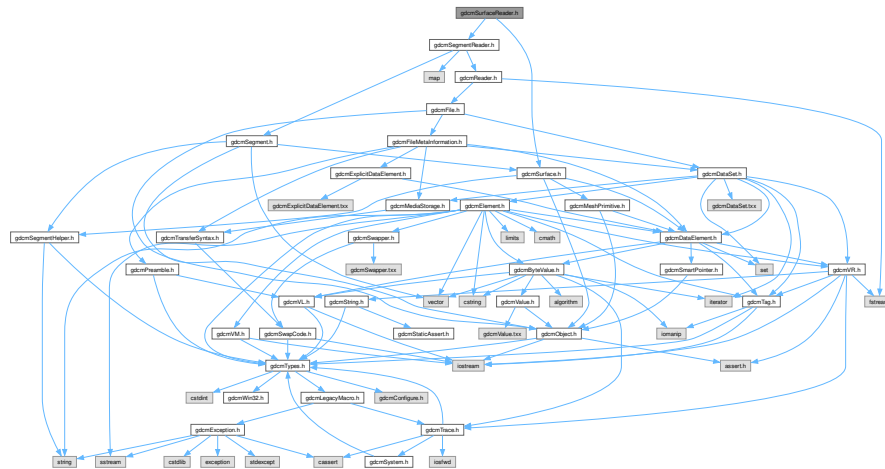 gdcmSurfaceReader.h
gdcmSegmentReader.h
map
gdcmReader.h
gdcmFile.h
gdcmSegment.h
gdcmFileMetaInformation.h
gdcmExplicitDataElement.h
gdcmSurface.h
gdcmDataSet.h
gdcmExplicitDataElement.txx
gdcmMediaStorage.h
gdcmElement.h
gdcmMeshPrimitive.h
gdcmDataSet.txx
gdcmSegmentHelper.h
gdcmTransferSyntax.h
gdcmSwapper.h
limits
cmath
gdcmDataElement.h
gdcmPreamble.h
gdcmSwapper.txx
gdcmByteValue.h
gdcmSmartPointer.h
set
gdcmVR.h
gdcmVL.h
gdcmString.h
vector
cstring
gdcmValue.h
algorithm
iterator
gdcmTag.h
fstream
gdcmVM.h
gdcmSwapCode.h
gdcmStaticAssert.h
gdcmValue.txx
gdcmObject.h
iomanip
gdcmTypes.h
iostream
assert.h
cstdint
gdcmWin32.h
gdcmLegacyMacro.h
gdcmConfigure.h
gdcmException.h
gdcmTrace.h
string
sstream
cstdlib
exception
stdexcept
cassert
gdcmSystem.h
iosfwd